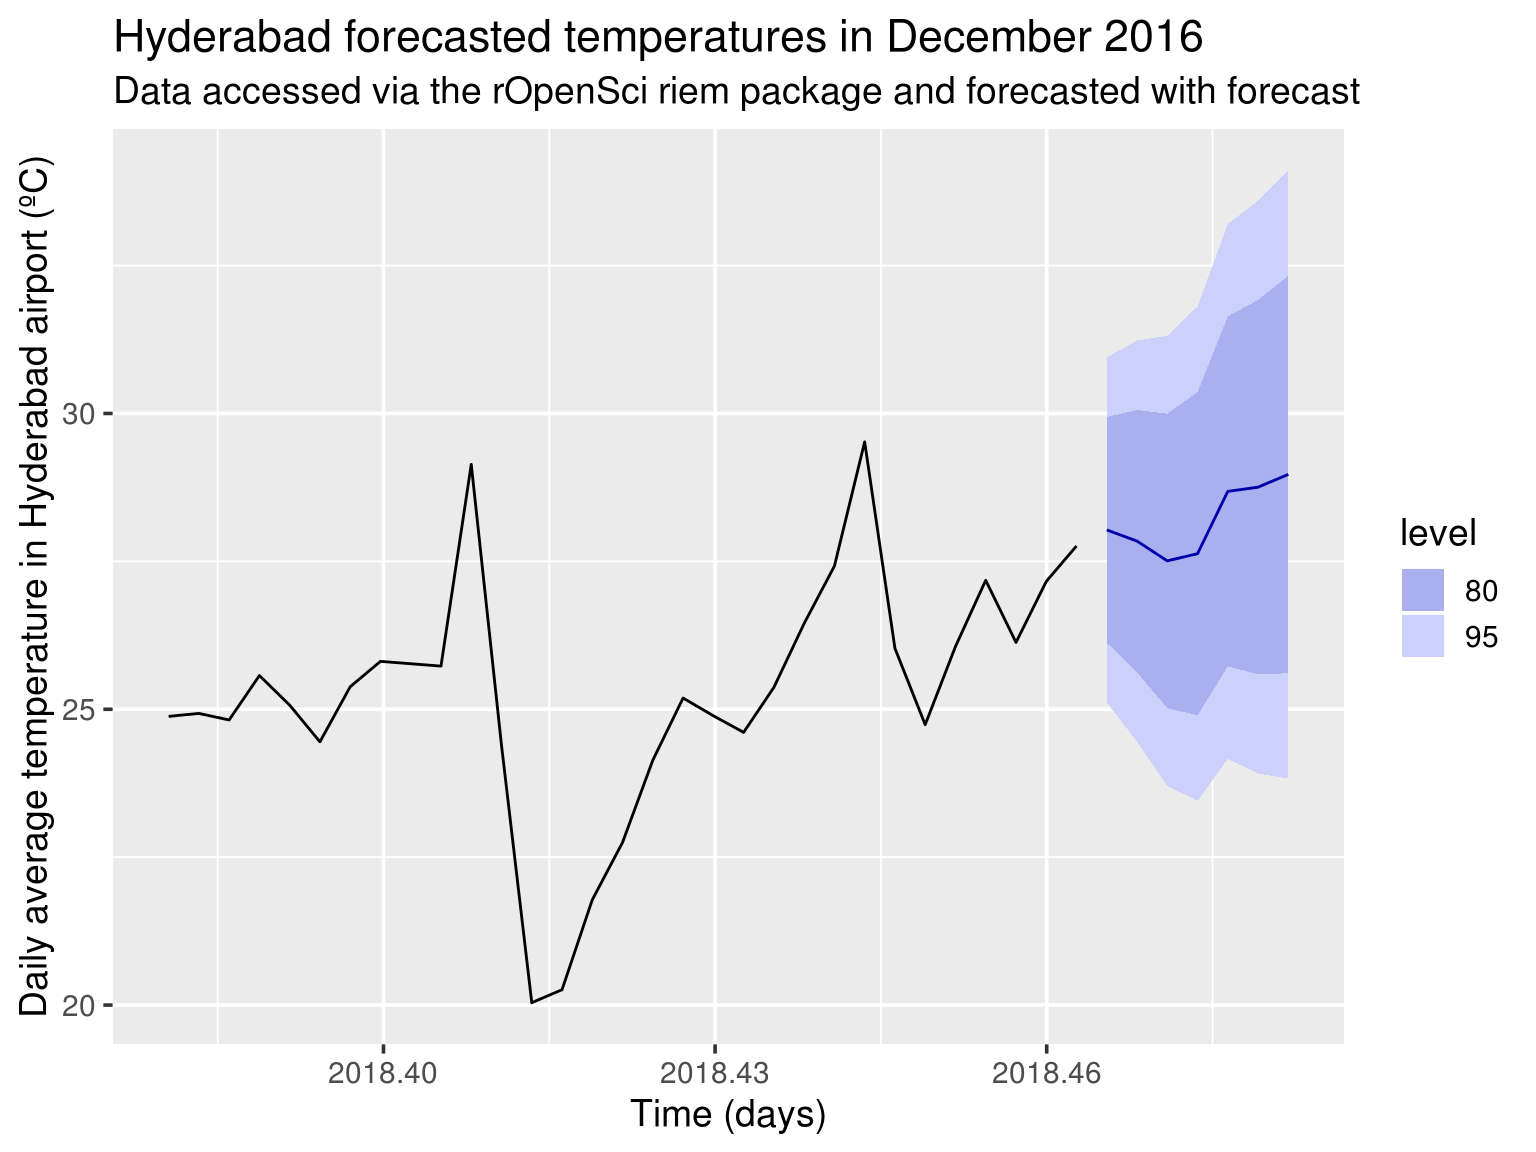 Hyderabad forecasted temperatures in December 2016
Data accessed via the rOpenSci riem package and forecasted with forecast
Daily average temperature in Hyderabad airport (ºC)
30
25
20
2018.40
2018.43
2018.46
Time (days)
level
80
95